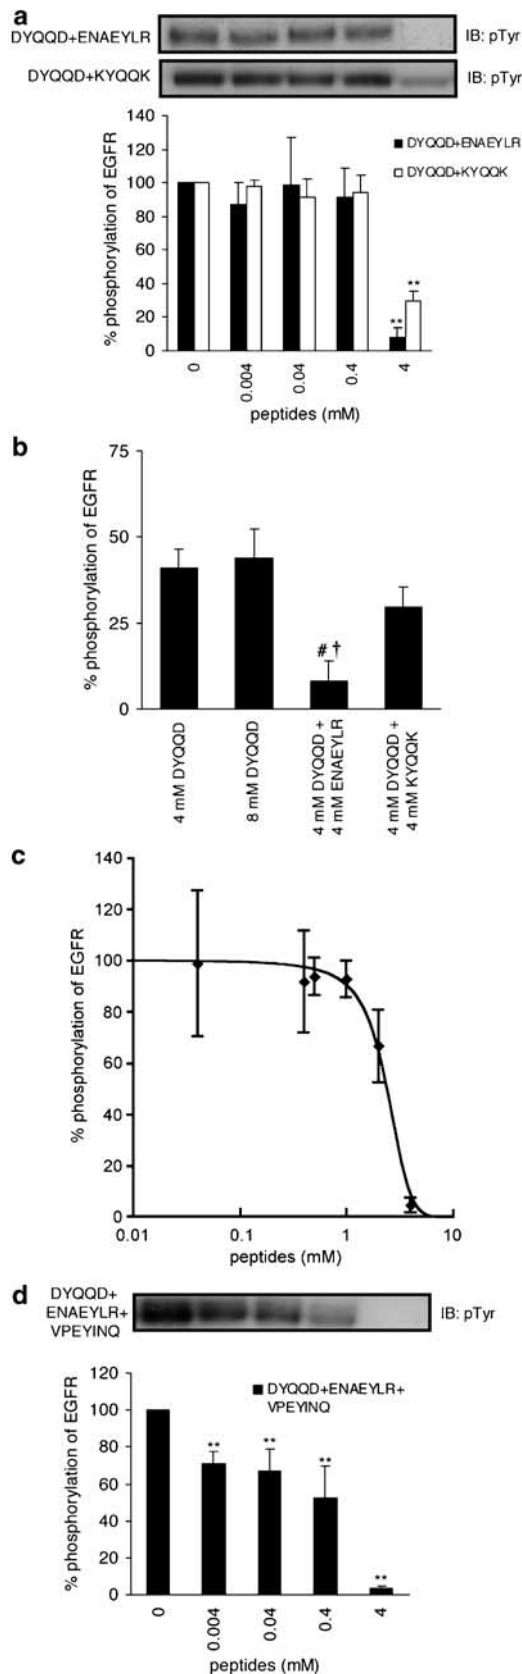 a
DYQQD+ENAEYLR IB: pTyr
DYQQD+KYQQK IB: pTyr
% phosphorylation of EGFR
140
120
100
80
60
40
20
0
■ DYQQD+ENAEYLR
□ DYQQD+KYQQK
** **
0 0.004 0.04 0.4 4
peptides (mM)
b
% phosphorylation of EGFR
75
50
25
0
# †
4 mM DYQQD
8 mM DYQQD
4 mM DYQQD +
4 mM ENAEYLR
4 mM DYQQD +
4 mM KYQQK
c
% phosphorylation of EGFR
140
120
100
80
60
40
20
0
0.01 0.1 1 10
peptides (mM)
d
DYQQD+
ENAEYLR+
VPEYINQ
IB: pTyr
% phosphorylation of EGFR
120
100
80
60
40
20
0
■ DYQQD+ENAEYLR+
VPEYINQ
** ** ** **
0 0.004 0.04 0.4 4
peptides (mM)